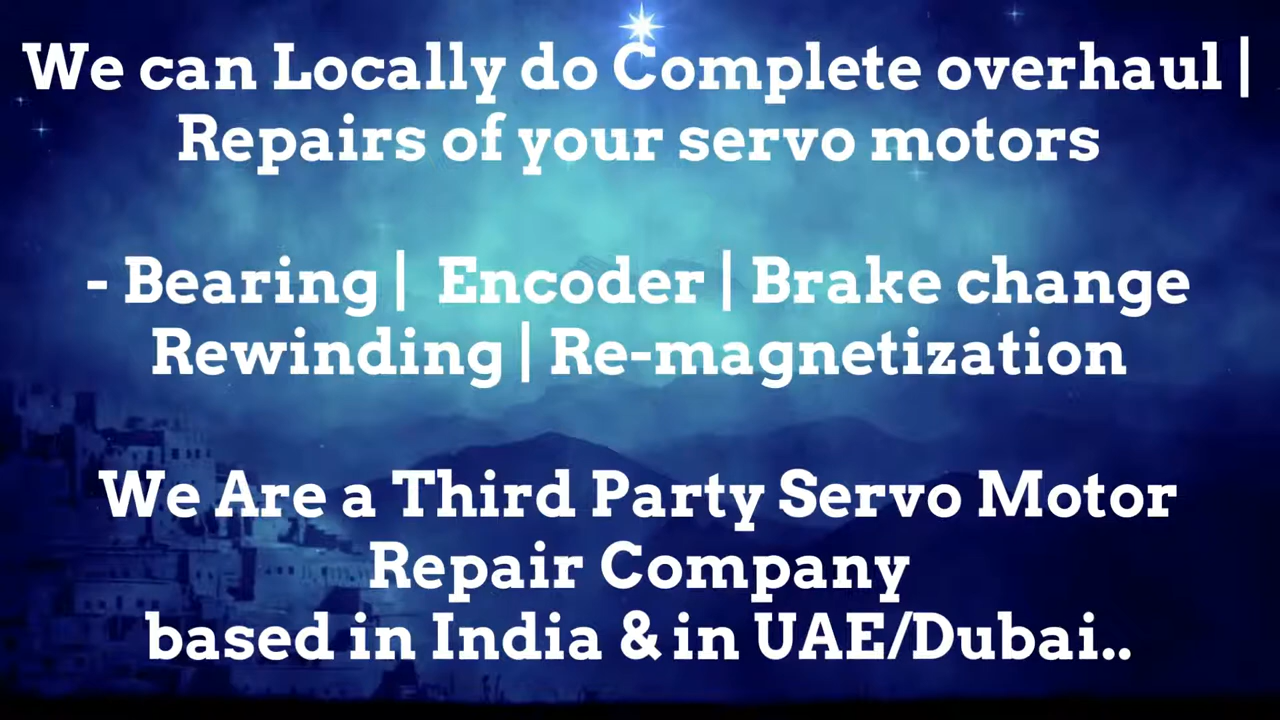 We can Locally do Complete overhaul |
Repairs of your servo motors
- Bearing | Encoder | Brake change
Rewinding | Re-magnetization
We Are a Third Party Servo Motor
Repair Company
based in India & in UAE/Dubai..